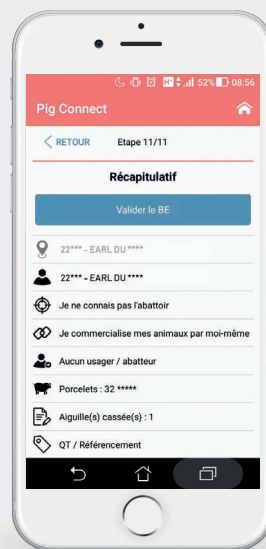 H+ 52% 08:56
Pig Connect
RETOUR Etape 11/11
Récapitulatif
Valider le BE
22*** - EARL DU ****
22*** - EARL DU ****
Je ne connais pas l'abattoir
Je commercialise mes animaux par moi-même
Aucun usager / abatteur
Porcelets : 32 *****
Aiguille(s) cassée(s) : 1
QT / Référencement